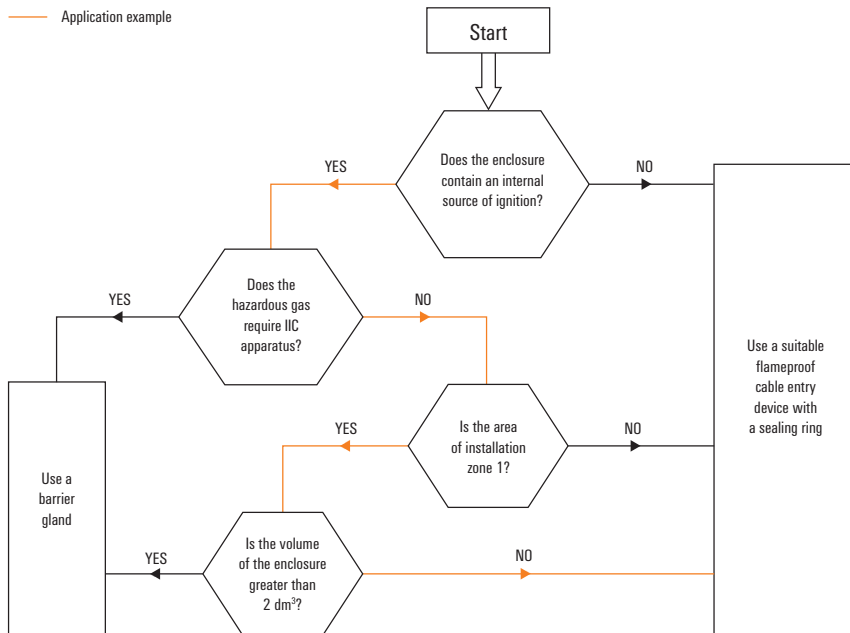 Application example
Start
Does the enclosure
contain an internal
source of ignition?
YES
NO
Does the
hazardous gas
require IIC
apparatus?
YES
NO
Is the area
of installation
zone 1?
YES
NO
Use a suitable
flameproof
cable entry
device with
a sealing ring
Use a
barrier
gland
Is the volume
of the enclosure
greater than
2 dm³?
YES
NO